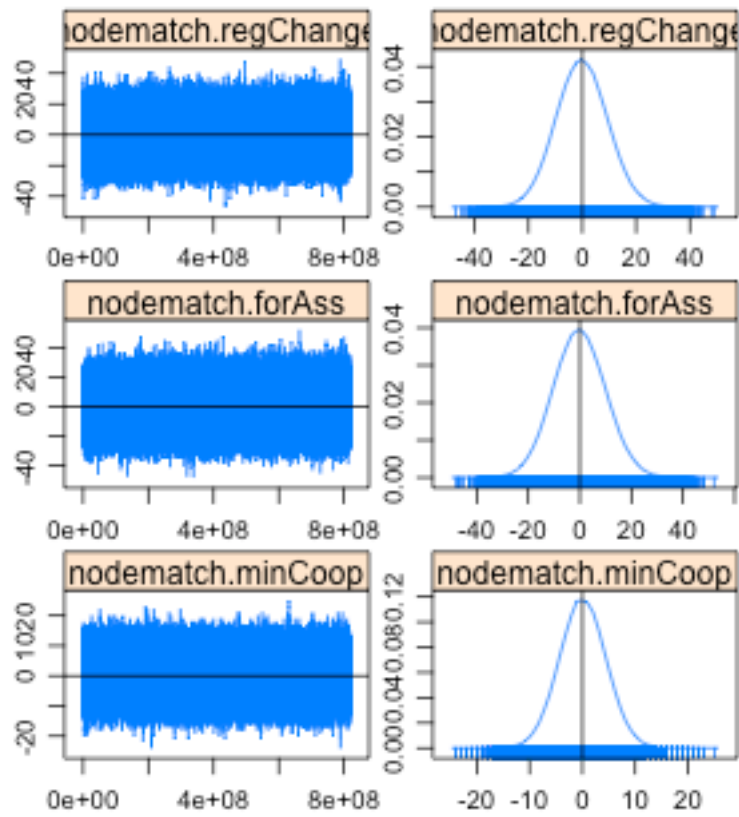 nodematch.regChange nodematch.regChange
-40 0 2040
0.00 0.02 0.04
0e+00 4e+08 8e+08 -40 -20 0 20 40
nodematch.forAss nodematch.forAss
-40 0 2040
0.00 0.02 0.04
0e+00 4e+08 8e+08 -40 -20 0 20 40
nodematch.minCoop nodematch.minCoop
-20 0 1020
0.000.040.080.12
0e+00 4e+08 8e+08 -20 -10 0 10 20